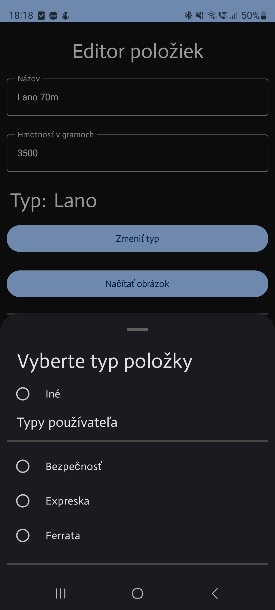 18:18
50%
Editor položiek
Názov
Lano 70m
Hmotnosť v gramoch
3500
Typ: Lano
Zmeniť typ
Načítať obrázok
Vyberte typ položky
Iné
Typy používateľa
Bezpečnosť
Expreska
Ferrata